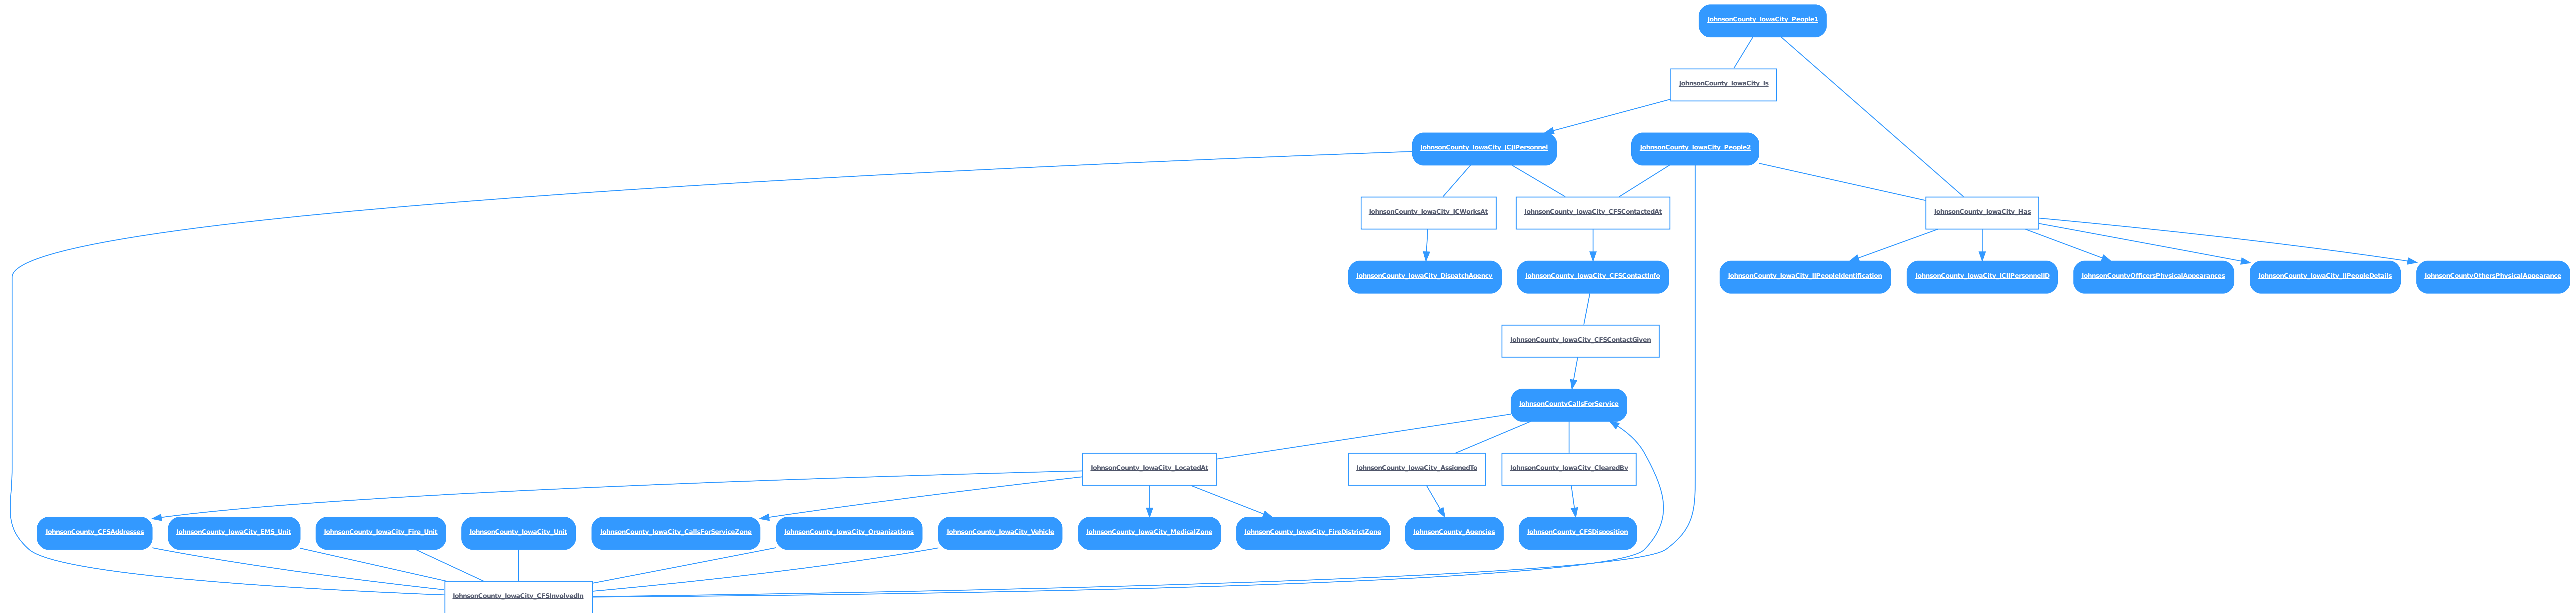 JohnsonCounty_IowaCity_People1
JohnsonCounty_IowaCity_Is
JohnsonCounty_IowaCity_JCJIPersonnel
JohnsonCounty_IowaCity_People2
JohnsonCounty_IowaCity_JCWorksAt
JohnsonCounty_IowaCity_CFSContactedAt
JohnsonCounty_IowaCity_Has
JohnsonCounty_IowaCity_DispatchAgency
JohnsonCounty_IowaCity_CFSContactInfo
JohnsonCounty_IowaCity_JIPeopleIdentification
JohnsonCounty_IowaCity_JCJIPersonnelID
JohnsonCountyOfficersPhysicalAppearances
JohnsonCounty_IowaCity_JIPeopleDetails
JohnsonCountyOthersPhysicalAppearance
JohnsonCounty_IowaCity_CFSContactGiven
JohnsonCountyCallsForService
JohnsonCounty_IowaCity_LocatedAt
JohnsonCounty_IowaCity_AssignedTo
JohnsonCounty_IowaCity_ClearedBy
JohnsonCounty_CFSAddresses
JohnsonCounty_IowaCity_EMS_Unit
JohnsonCounty_IowaCity_Fire_Unit
JohnsonCounty_IowaCity_Unit
JohnsonCounty_IowaCity_CallsForServiceZone
JohnsonCounty_IowaCity_Organizations
JohnsonCounty_IowaCity_Vehicle
JohnsonCounty_IowaCity_MedicalZone
JohnsonCounty_IowaCity_FireDistrictZone
JohnsonCounty_Agencies
JohnsonCounty_CFSDisposition
JohnsonCounty_IowaCity_CFSInvolvedIn